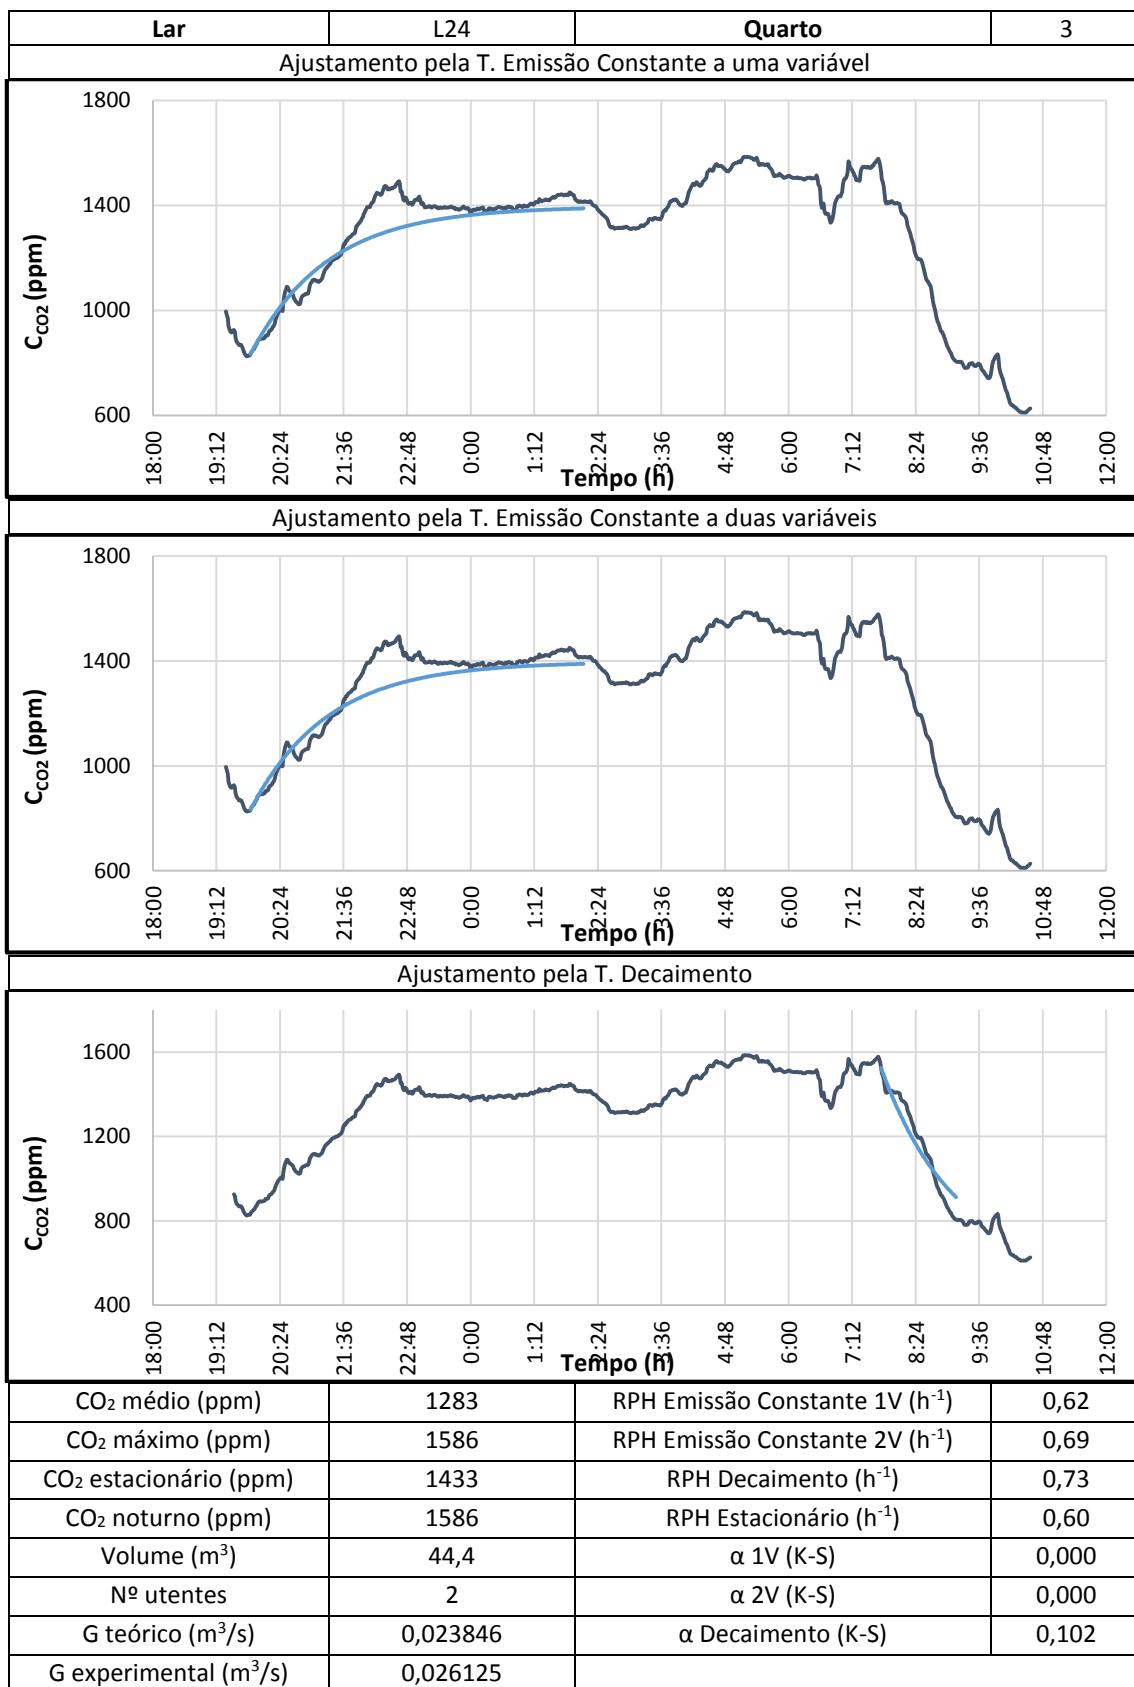 Lar L24 Quarto 3
Ajustamento pela T. Emissão Constante a uma variável
1800
1400
1000
600
C_CO2 (ppm)
18:00 19:12 20:24 21:36 22:48 0:00 1:12 2:24 3:36 4:48 6:00 7:12 8:24 9:36 10:48 12:00
Tempo (h)
Ajustamento pela T. Emissão Constante a duas variáveis
1800
1400
1000
600
C_CO2 (ppm)
18:00 19:12 20:24 21:36 22:48 0:00 1:12 2:24 3:36 4:48 6:00 7:12 8:24 9:36 10:48 12:00
Tempo (h)
Ajustamento pela T. Decaimento
1600
1200
800
400
C_CO2 (ppm)
18:00 19:12 20:24 21:36 22:48 0:00 1:12 2:24 3:36 4:48 6:00 7:12 8:24 9:36 10:48 12:00
Tempo (h)
CO₂ médio (ppm) 1283 RPH Emissão Constante 1V (h⁻¹) 0,62
CO₂ máximo (ppm) 1586 RPH Emissão Constante 2V (h⁻¹) 0,69
CO₂ estacionário (ppm) 1433 RPH Decaimento (h⁻¹) 0,73
CO₂ noturno (ppm) 1586 RPH Estacionário (h⁻¹) 0,60
Volume (m³) 44,4 α 1V (K-S) 0,000
Nº utentes 2 α 2V (K-S) 0,000
G teórico (m³/s) 0,023846 α Decaimento (K-S) 0,102
G experimental (m³/s) 0,026125